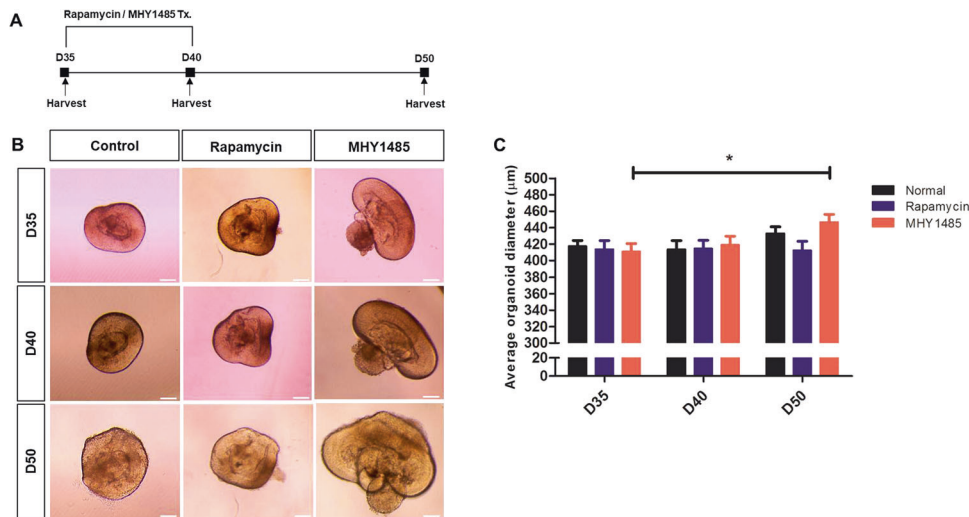 A
Rapamycin / MHY1485 Tx.
D35
D40
D50
Harvest
Harvest
Harvest
B
Control
Rapamycin
MHY1485
D35
D40
D50
C
*
Average organoid diameter (μm)
500
480
460
440
420
400
380
360
340
320
300
20
0
D35
D40
D50
Normal
Rapamycin
MHY1485